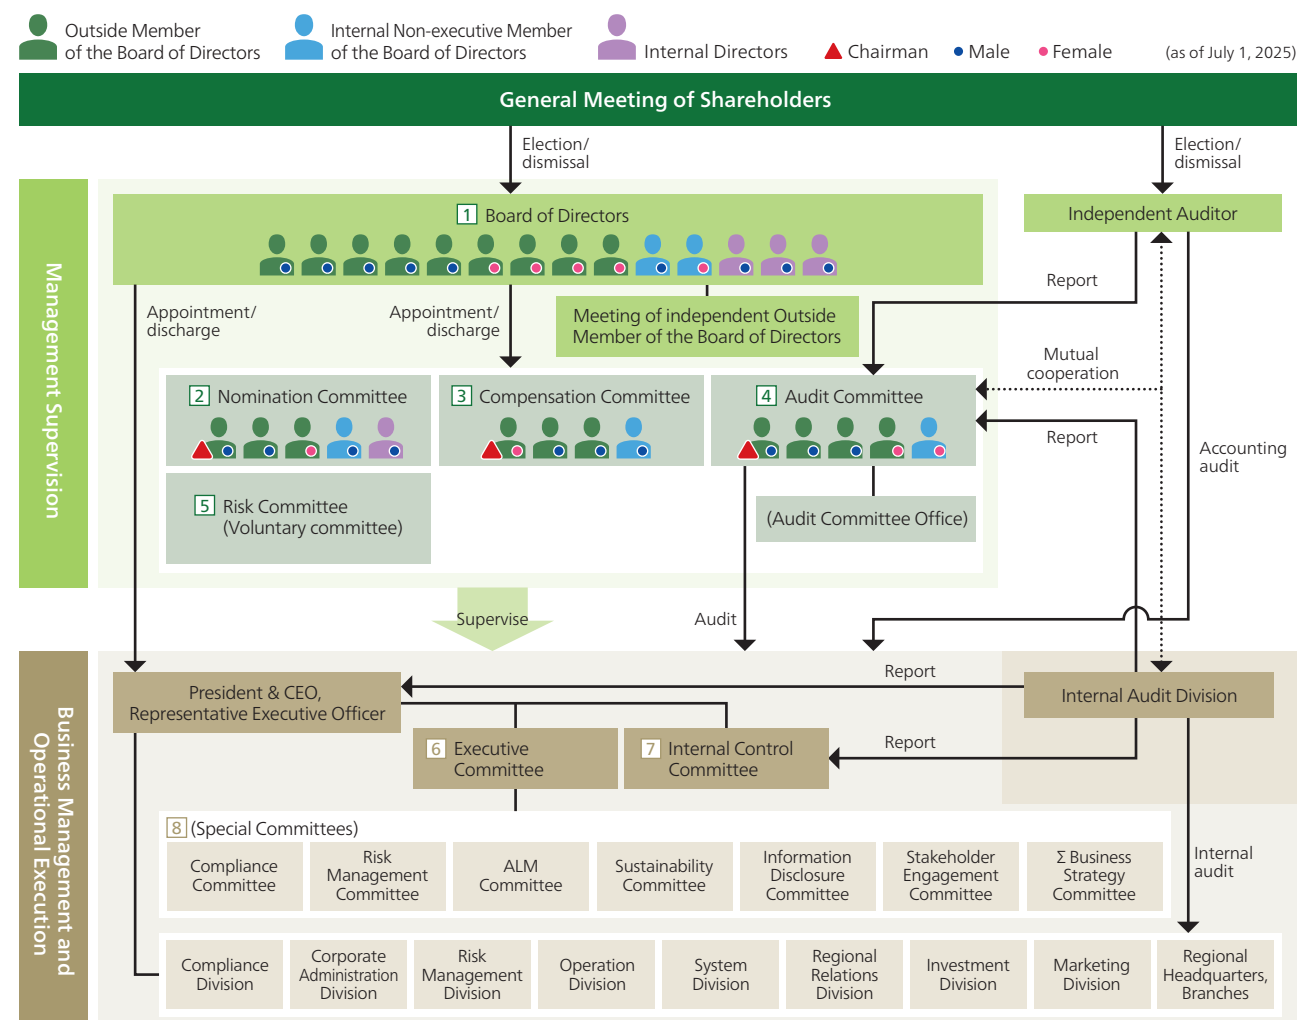 Outside Member
of the Board of Directors
Internal Non-executive Member
of the Board of Directors
Internal Directors
Chairman
Male
Female
(as of July 1, 2025)
General Meeting of Shareholders
Election/
dismissal
Election/
dismissal
Management Supervision
1 Board of Directors
Independent Auditor
Appointment/
discharge
Appointment/
discharge
Meeting of independent Outside
Member of the Board of Directors
Report
Mutual
cooperation
2 Nomination Committee
3 Compensation Committee
4 Audit Committee
Report
Accounting
audit
5 Risk Committee
(Voluntary committee)
(Audit Committee Office)
Supervise
Audit
Business Management and
Operational Execution
President & CEO,
Representative Executive Officer
Report
Internal Audit Division
6 Executive
Committee
7 Internal Control
Committee
Report
8 (Special Committees)
Compliance
Committee
Risk
Management
Committee
ALM
Committee
Sustainability
Committee
Information
Disclosure
Committee
Stakeholder
Engagement
Committee
Σ Business
Strategy
Committee
Internal
audit
Compliance
Division
Corporate
Administration
Division
Risk
Management
Division
Operation
Division
System
Division
Regional
Relations
Division
Investment
Division
Marketing
Division
Regional
Headquarters,
Branches